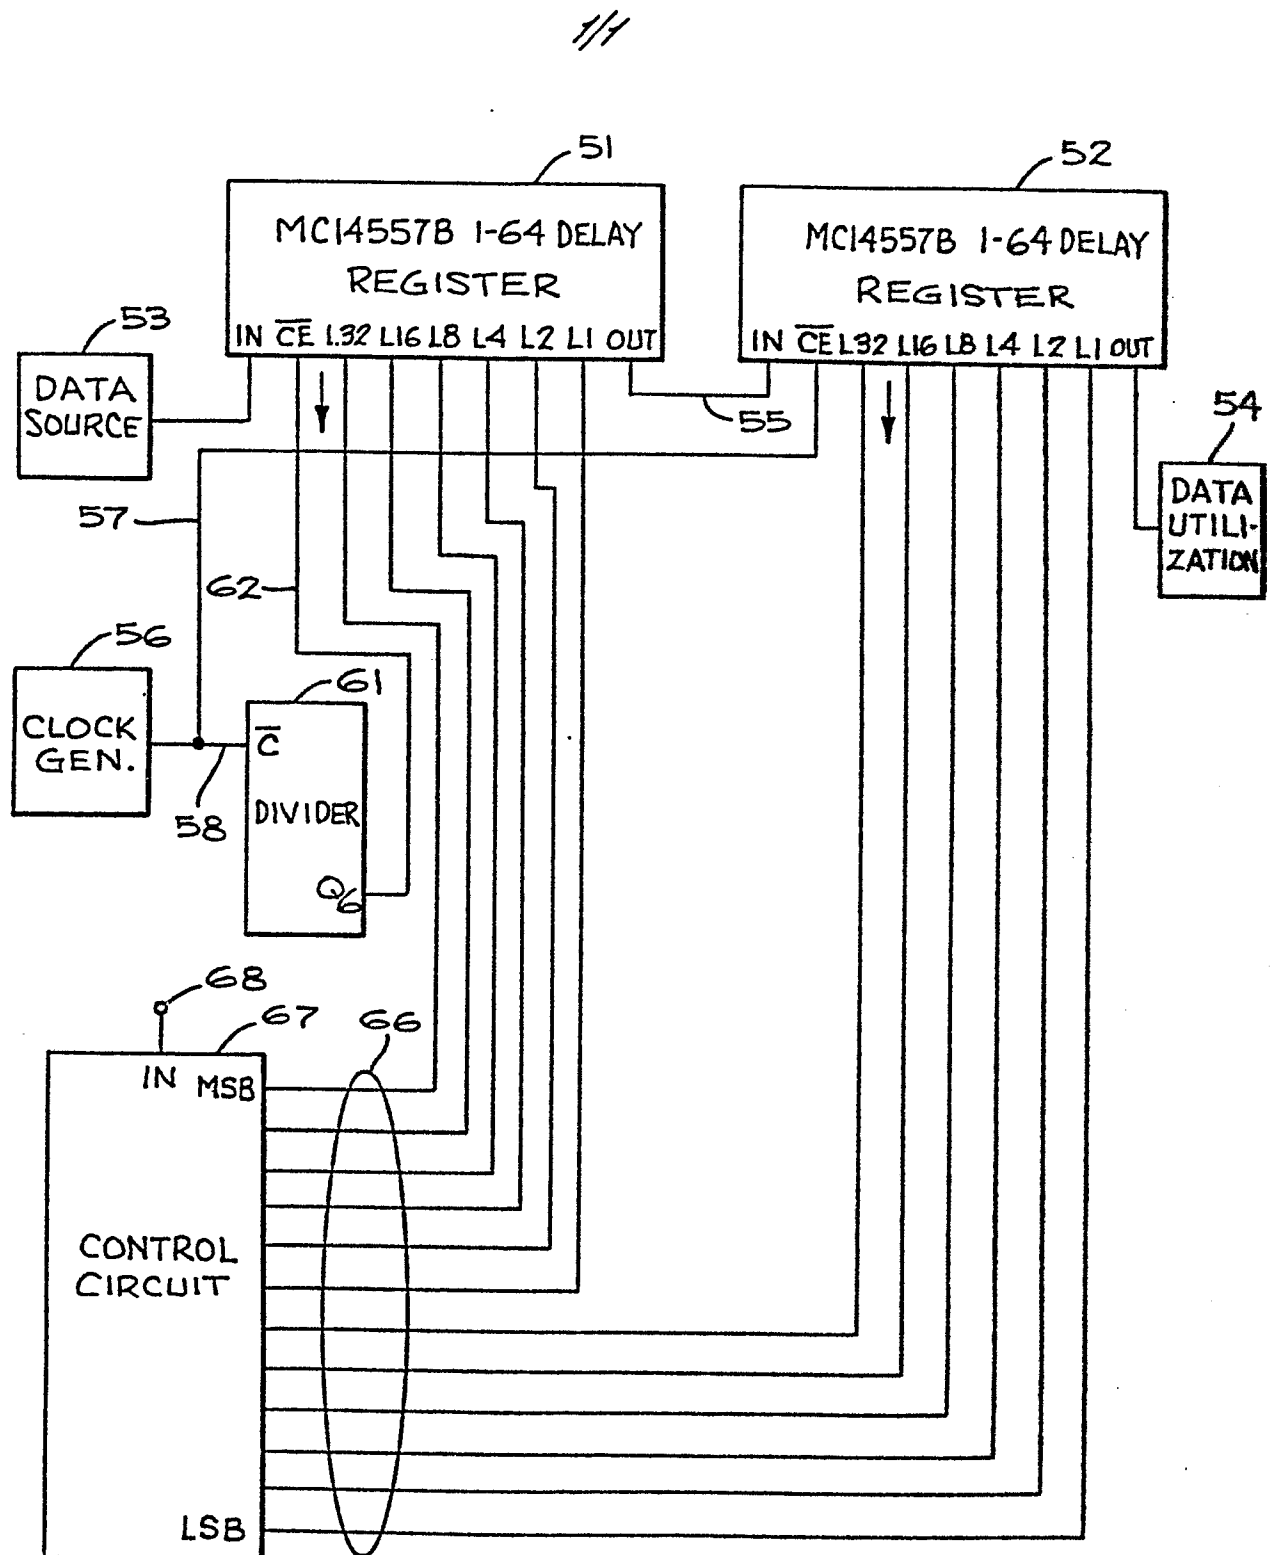 1/1
51
52
MC14557B 1-64 DELAY
REGISTER
IN CE L32 L16 L8 L4 L2 L1 OUT
MC14557B 1-64 DELAY
REGISTER
IN CE L32 L16 L8 L4 L2 L1 OUT
53
DATA
SOURCE
55
54
DATA
UTILI-
ZATION
57
62
56
CLOCK
GEN.
58
61
C
DIVIDER
Q6
68
67
66
IN MSB
CONTROL
CIRCUIT
LSB